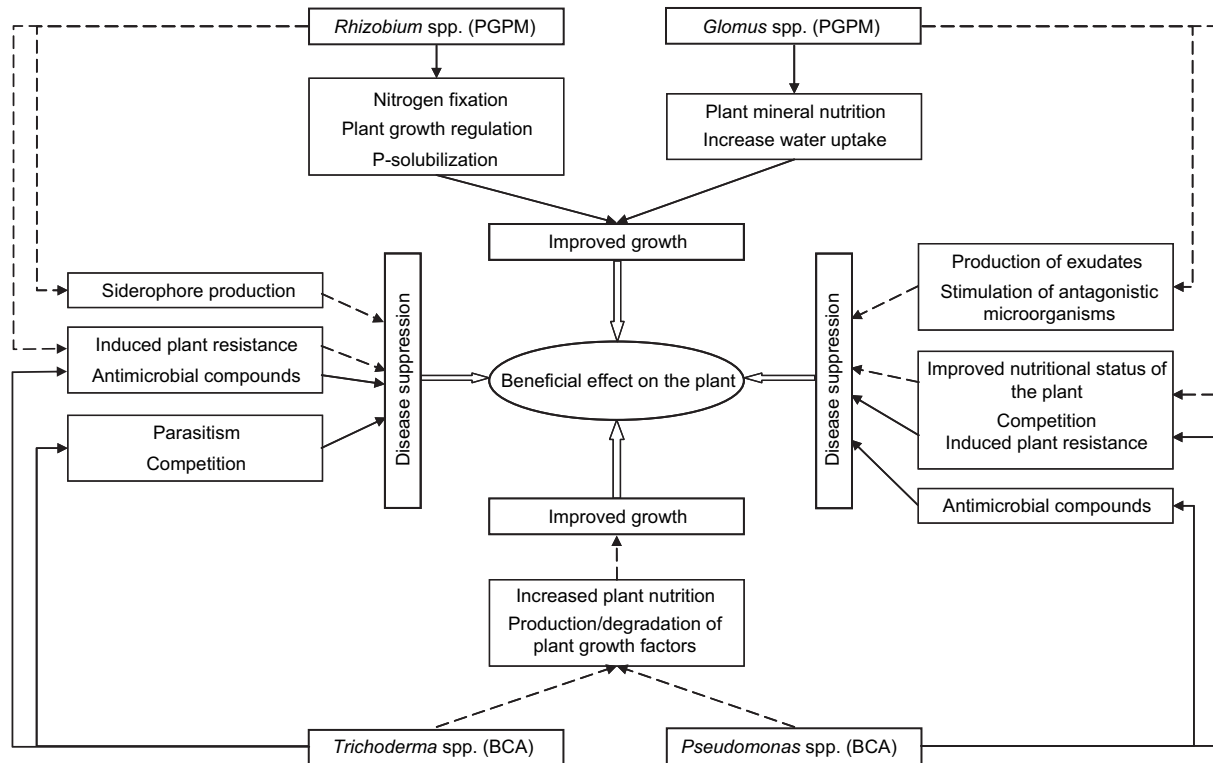 Rhizobium spp. (PGPM)
Glomus spp. (PGPM)
Nitrogen fixation
Plant growth regulation
P-solubilization
Plant mineral nutrition
Increase water uptake
Improved growth
Siderophore production
Induced plant resistance
Antimicrobial compounds
Parasitism
Competition
Disease suppression
Beneficial effect on the plant
Disease suppression
Production of exudates
Stimulation of antagonistic
microorganisms
Improved nutritional status of
the plant
Competition
Induced plant resistance
Antimicrobial compounds
Improved growth
Increased plant nutrition
Production/degradation of
plant growth factors
Trichoderma spp. (BCA)
Pseudomonas spp. (BCA)